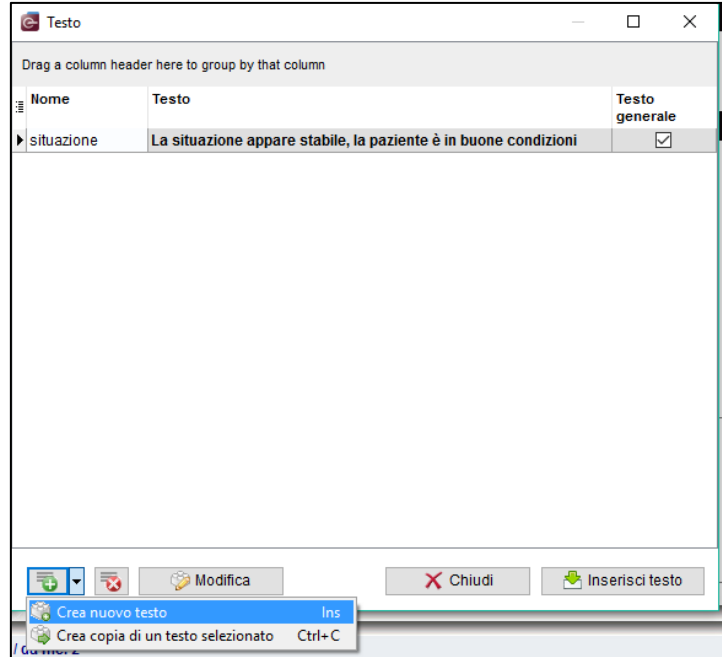 Testo
Drag a column header here to group by that column
Nome Testo Testo generale
situazione La situazione appare stabile, la paziente è in buone condizioni
Modifica Chiudi Inserisci testo
Crea nuovo testo Ins
Crea copia di un testo selezionato Ctrl+C